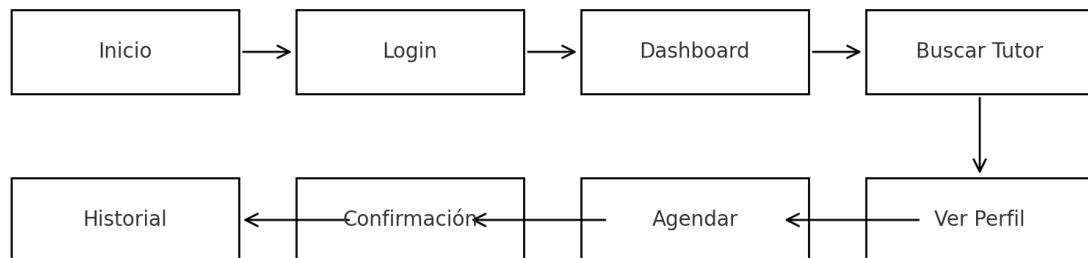 Inicio
Login
Dashboard
Buscar Tutor
Historial
Confirmación
Agendar
Ver Perfil